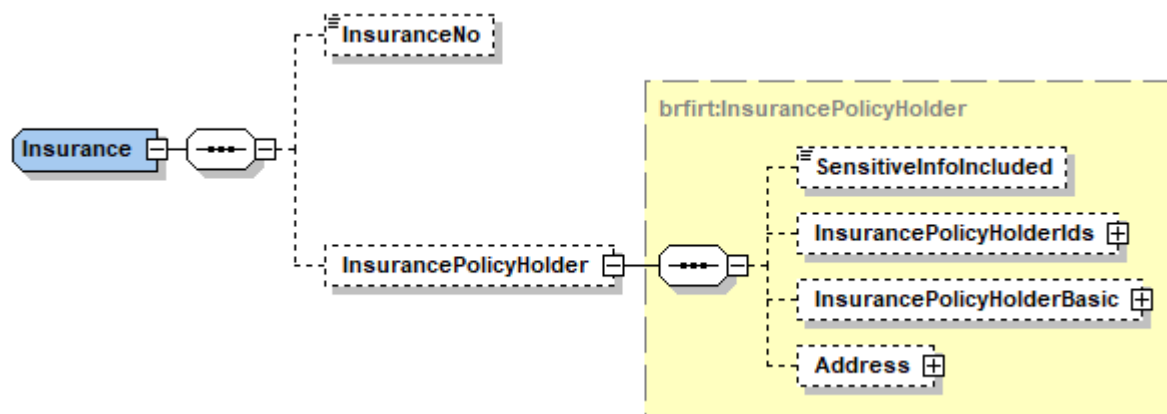 InsuranceNo
brfirt:InsurancePolicyHolder
Insurance
SensitiveInfoIncluded
InsurancePolicyHolderIds
InsurancePolicyHolder
InsurancePolicyHolderBasic
Address